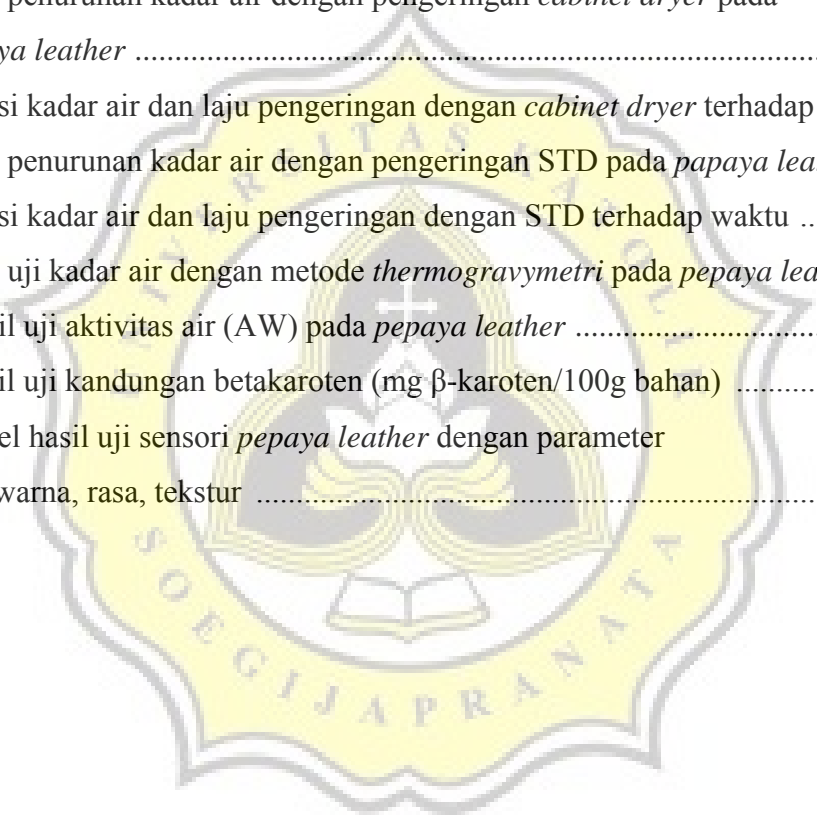 penurunan kadar air dengan pengeringan cabinet dryer pada
ya leather ........................................................................................
si kadar air dan laju pengeringan dengan cabinet dryer terhadap
penurunan kadar air dengan pengeringan STD pada papaya lea
si kadar air dan laju pengeringan dengan STD terhadap waktu ..
uji kadar air dengan metode thermogravymetri pada pepaya lea
il uji aktivitas air (AW) pada pepaya leather ...............................
il uji kandungan betakaroten (mg β-karoten/100g bahan) ..........
el hasil uji sensori pepaya leather dengan parameter
warna, rasa, tekstur ......................................................................
UNIVERSITAS KATOLIK
SOEGIJAPRANATA